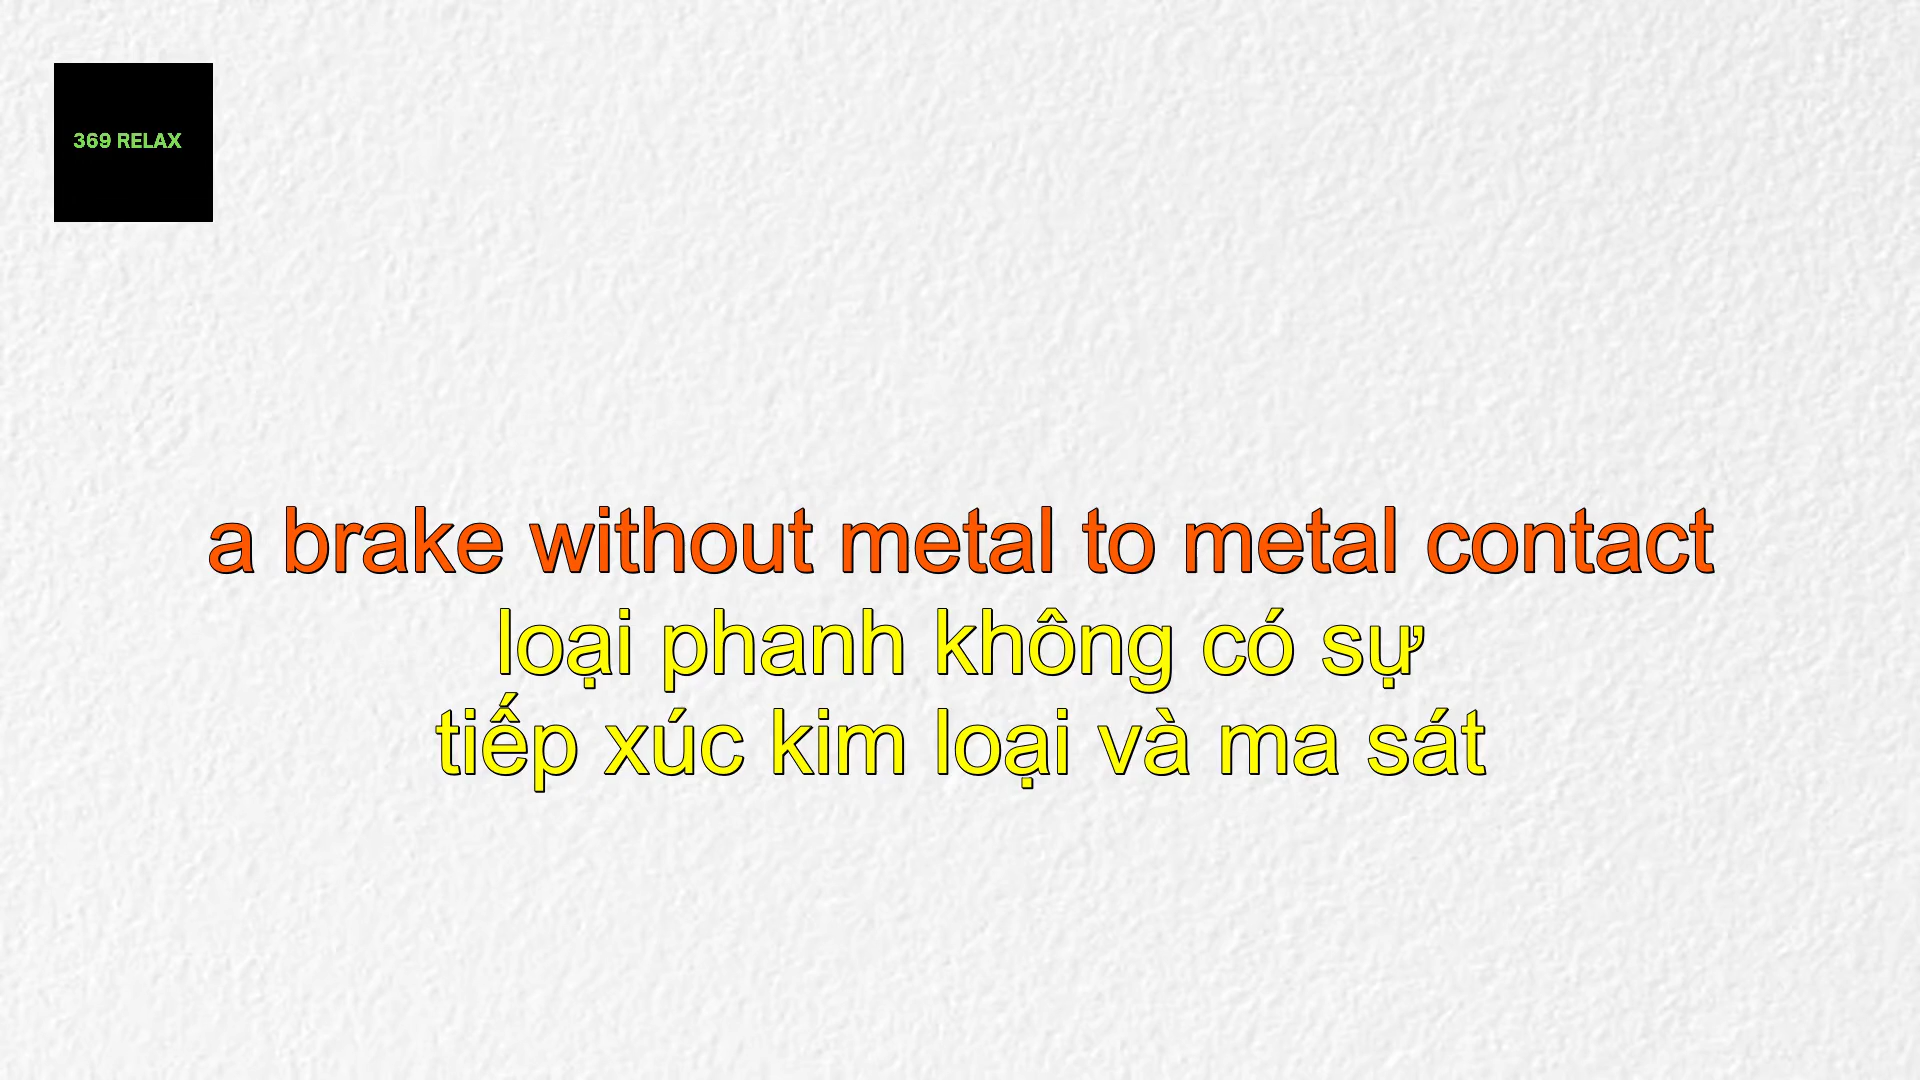 369 RELAX
a brake without metal to metal contact
loại phanh không có sự
tiếp xúc kim loại và ma sát